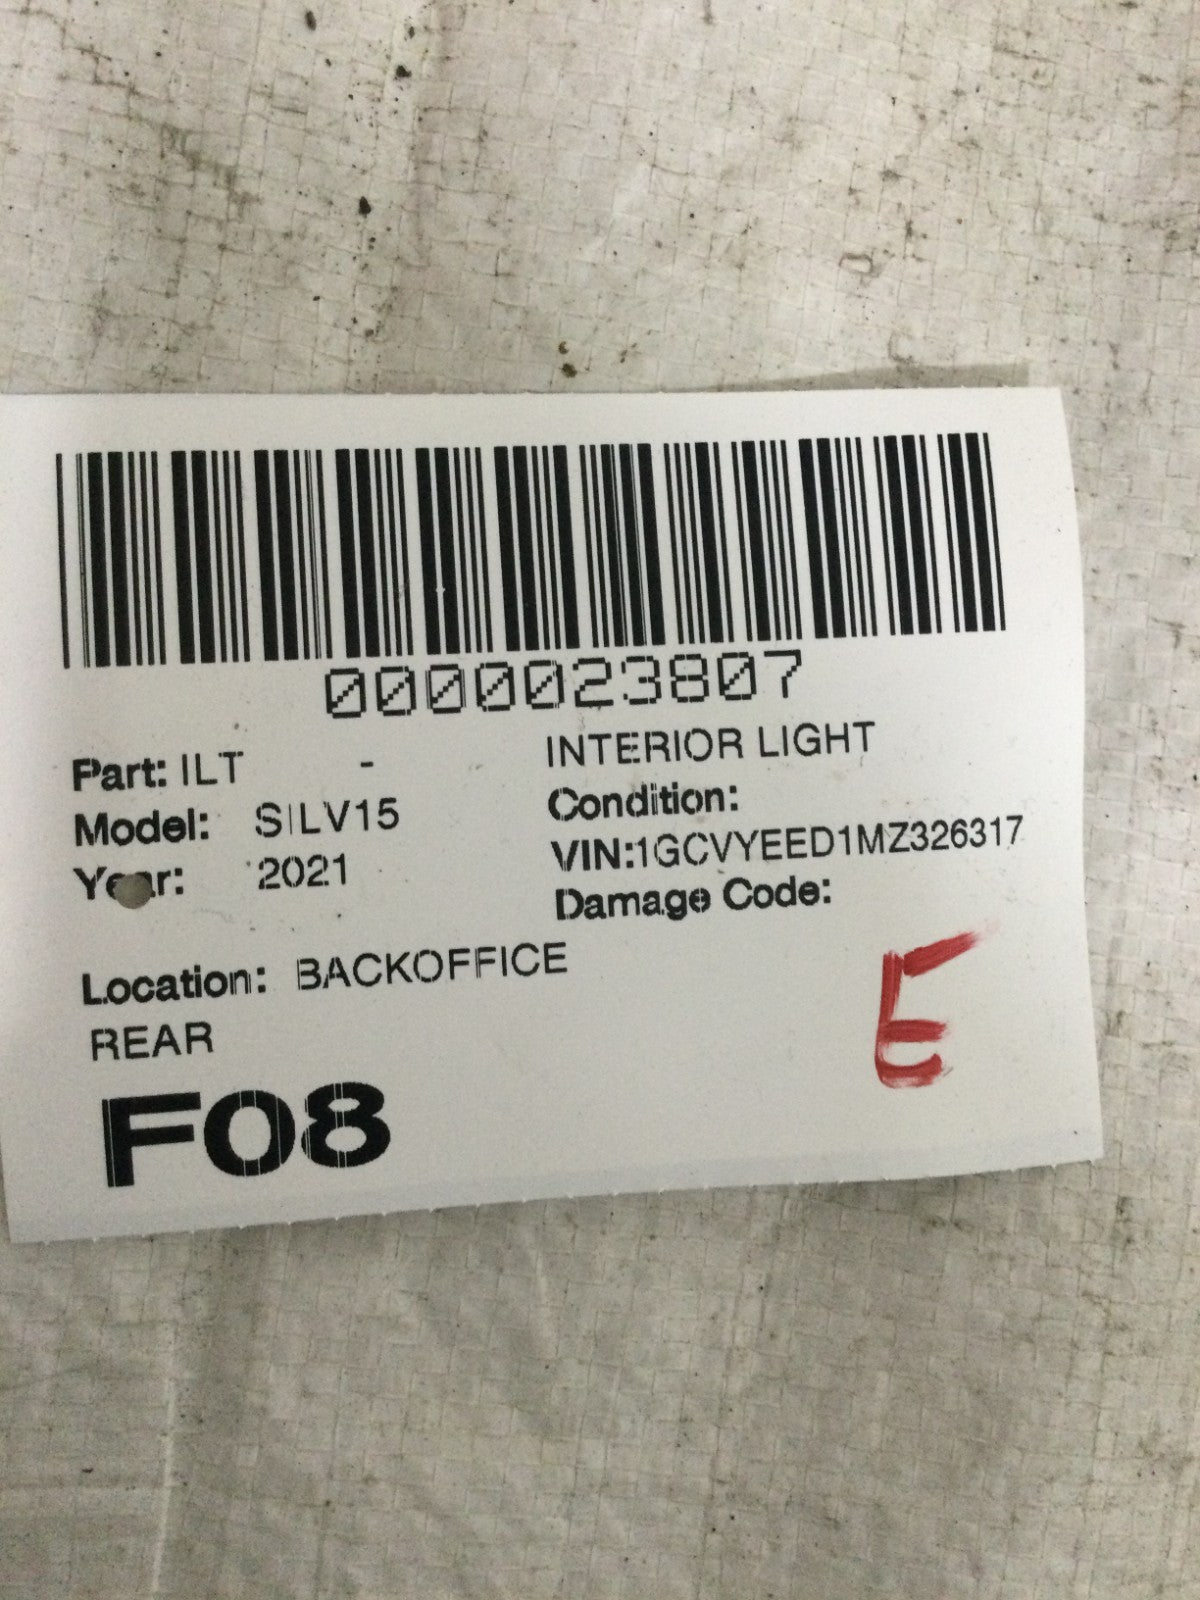 0000023807
Part: ILT - INTERIOR LIGHT
Model: SILV15 Condition:
Year: 2021 VIN:1GCVYEED1MZ326317
Damage Code:
Location: BACKOFFICE
REAR
E
F08